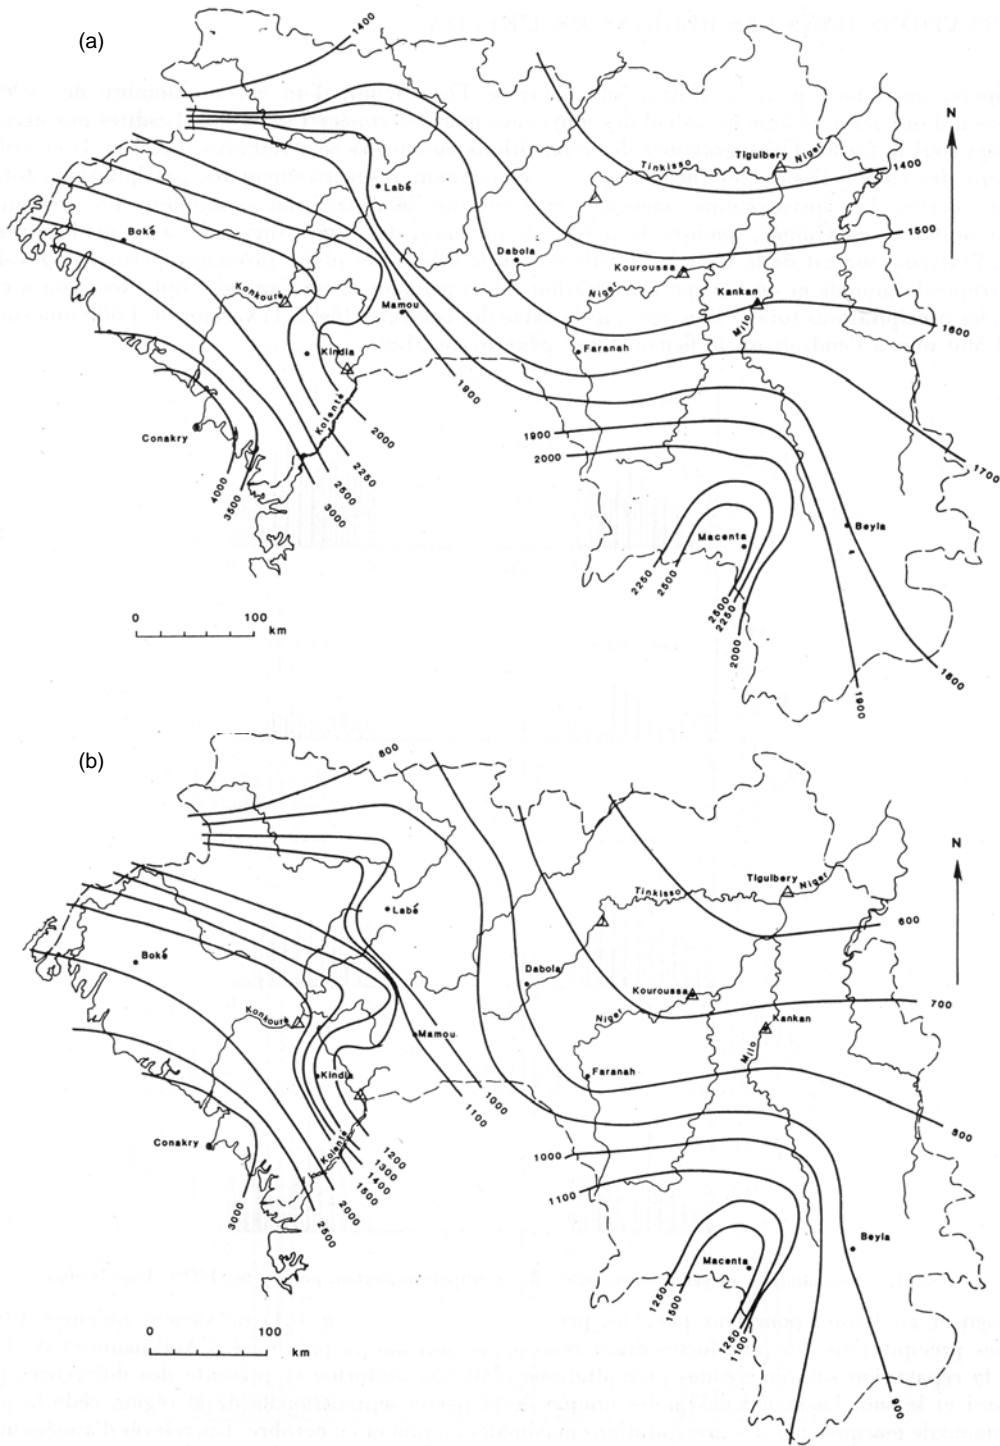 (a)
1400
N
Tinkisso
Tiguibery
Niger
1400
Labé
Boké
1500
Dabola
Kouroussa
Niger
Kankan
Konkouré
Mamou
Milo
1600
Kindia
Faranah
1900
Kolenté
2000
Conakry
1900
2250
2000
1700
2500
4000
3500
3000
Beyla
Macenta
2250
2500
2500
2250
2000
0 100
km
1800
1900
(b)
800
N
Tiguibery
Niger
Tinkisso
Labé
600
Boké
Dabola
Kouroussa
700
Niger
Kankan
Konkouré
Mamou
Milo
Kindia
Faranah
1000
1100
800
Kolenté
Conakry
1200
1300
1400
1500
1000
1100
2000
3000
2500
Beyla
Macenta
1250
1500
1250
1100
0 100
km